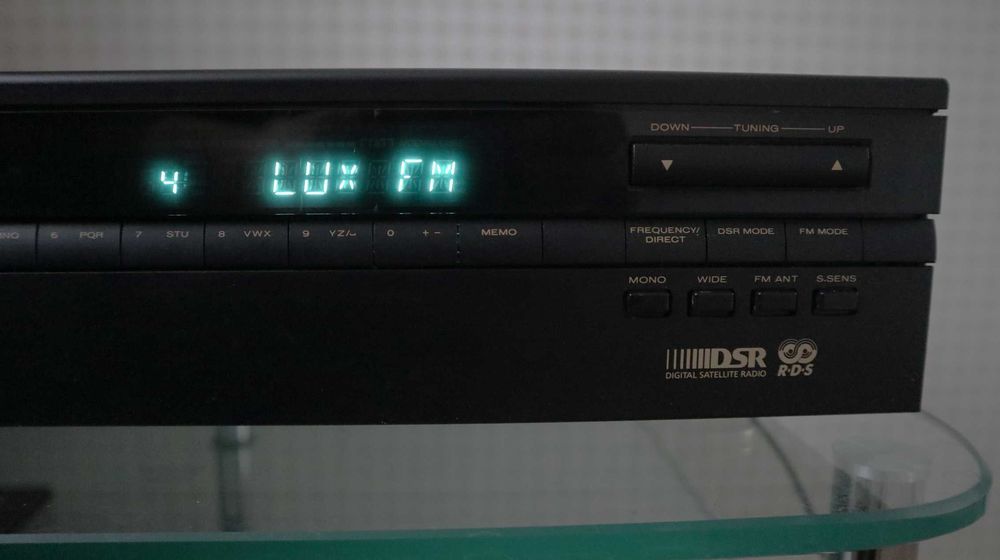 DOWN TUNING UP
▼ ▲
4 LUX FM
6 PQR 7 STU 8 VWX 9 YZ/⌴ 0 +- MEMO FREQUENCY/DIRECT DSR MODE FM MODE
MONO WIDE FM ANT S.SENS
DSR
DIGITAL SATELLITE RADIO
R·D·S